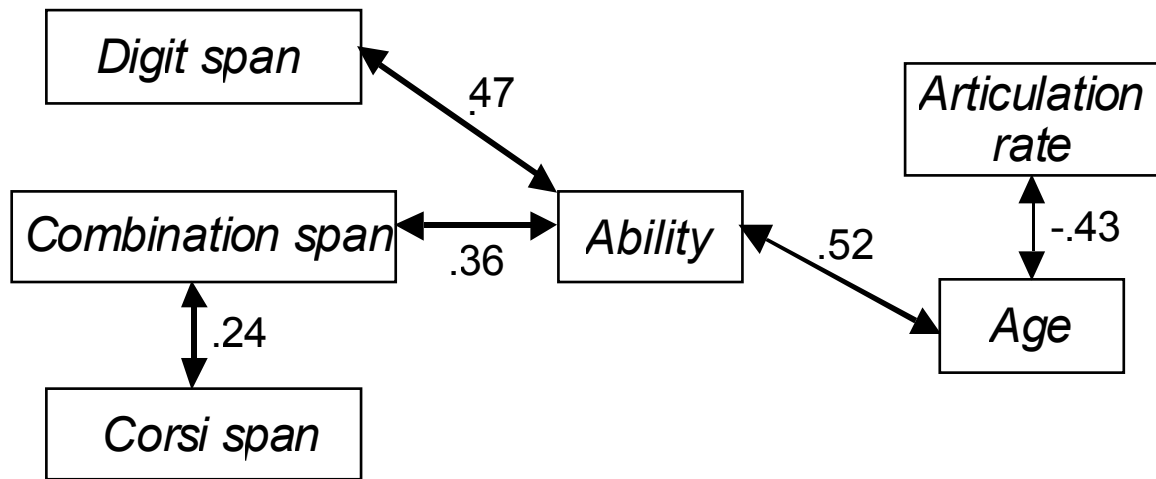 Digit span
.47
Articulation
rate
Combination span
.36
Ability
.52
-.43
.24
Age
Corsi span